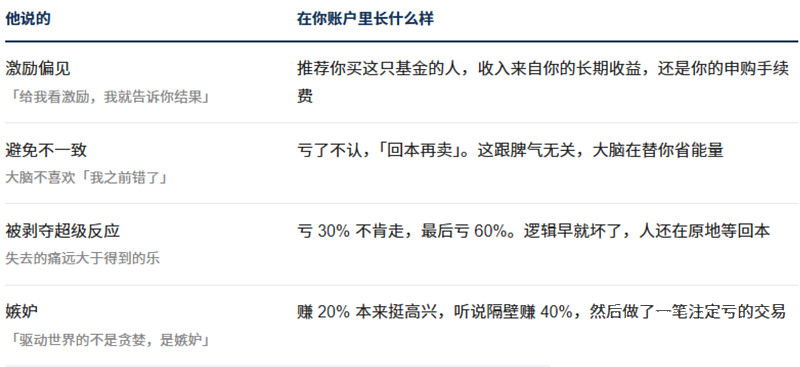 他说的
在你账户里长什么样
激励偏见
「给我看激励，我就告诉你结果」
推荐你买这只基金的人，收入来自你的长期收益，还是你的申购手续
费
避免不一致
大脑不喜欢「我之前错了」
亏了不认，「回本再卖」。这跟脾气无关，大脑在替你省能量
被剥夺超级反应
失去的痛远大于得到的乐
亏 30% 不肯走，最后亏 60%。逻辑早就坏了，人还在原地等回本
嫉妒
「驱动世界的不是贪婪，是嫉妒」
赚 20% 本来挺高兴，听说隔壁赚 40%，然后做了一笔注定亏的交易